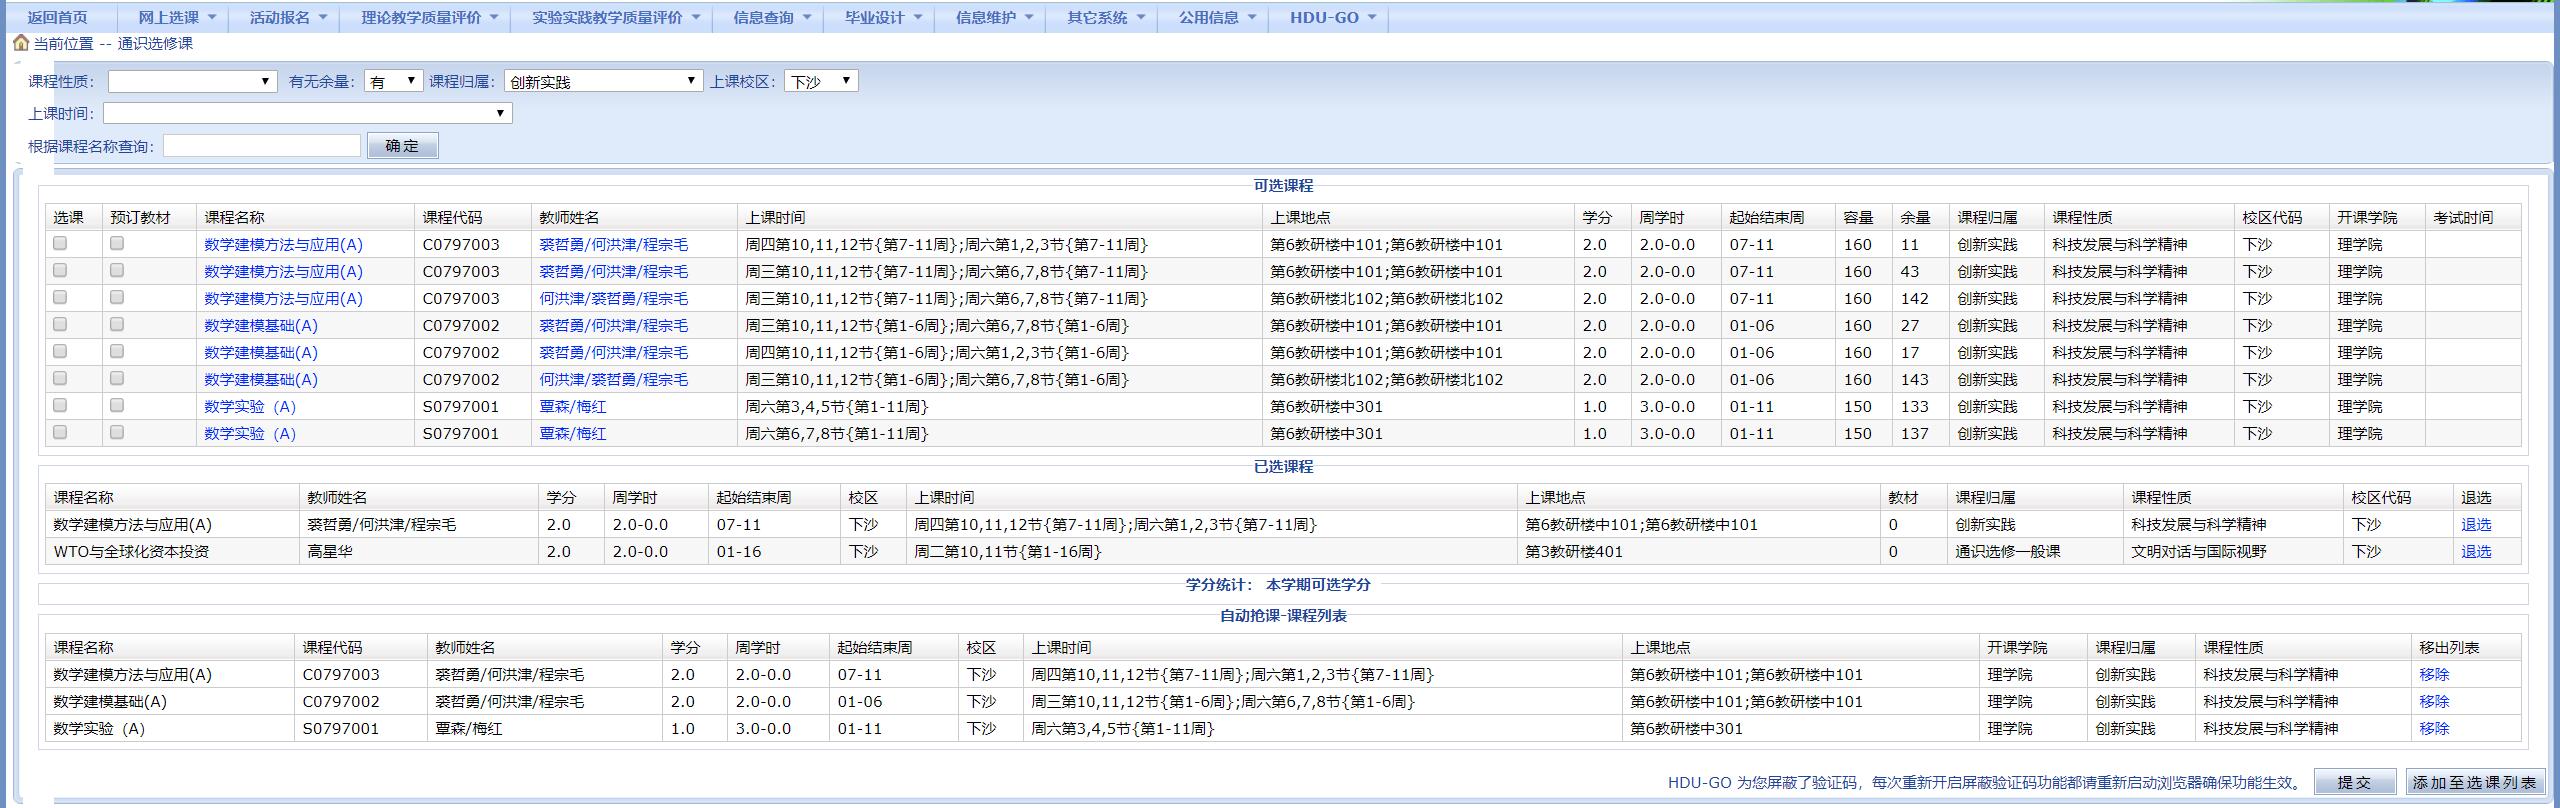 返回首页 网上选课 活动报名 理论教学质量评价 实验实践教学质量评价 信息查询 毕业设计 信息维护 其它系统 公用信息 HDU-GO
当前位置 -- 通识选修课
课程性质： 有无余量： 有 课程归属： 创新实践 上课校区： 下沙
上课时间：
根据课程名称查询： 确定
可选课程
选课 预订教材 课程名称 课程代码 教师姓名 上课时间 上课地点 学分 周学时 起始结束周 容量 余量 课程归属 课程性质 校区代码 开课学院 考试时间
数学建模方法与应用(A) C0797003 裘哲勇/何洪津/程宗毛 周四第10,11,12节{第7-11周};周六第1,2,3节{第7-11周} 第6教研楼中101;第6教研楼中101 2.0 2.0-0.0 07-11 160 11 创新实践 科技发展与科学精神 下沙 理学院
数学建模方法与应用(A) C0797003 裘哲勇/何洪津/程宗毛 周三第10,11,12节{第7-11周};周六第6,7,8节{第7-11周} 第6教研楼中101;第6教研楼中101 2.0 2.0-0.0 07-11 160 43 创新实践 科技发展与科学精神 下沙 理学院
数学建模方法与应用(A) C0797003 何洪津/裘哲勇/程宗毛 周三第10,11,12节{第7-11周};周六第6,7,8节{第7-11周} 第6教研楼北102;第6教研楼北102 2.0 2.0-0.0 07-11 160 142 创新实践 科技发展与科学精神 下沙 理学院
数学建模基础(A) C0797002 裘哲勇/何洪津/程宗毛 周三第10,11,12节{第1-6周};周六第6,7,8节{第1-6周} 第6教研楼中101;第6教研楼中101 2.0 2.0-0.0 01-06 160 27 创新实践 科技发展与科学精神 下沙 理学院
数学建模基础(A) C0797002 裘哲勇/何洪津/程宗毛 周四第10,11,12节{第1-6周};周六第1,2,3节{第1-6周} 第6教研楼中101;第6教研楼中101 2.0 2.0-0.0 01-06 160 17 创新实践 科技发展与科学精神 下沙 理学院
数学建模基础(A) C0797002 何洪津/裘哲勇/程宗毛 周三第10,11,12节{第1-6周};周六第6,7,8节{第1-6周} 第6教研楼北102;第6教研楼北102 2.0 2.0-0.0 01-06 160 143 创新实践 科技发展与科学精神 下沙 理学院
数学实验（A） S0797001 覃森/梅红 周六第3,4,5节{第1-11周} 第6教研楼中301 1.0 3.0-0.0 01-11 150 133 创新实践 科技发展与科学精神 下沙 理学院
数学实验（A） S0797001 覃森/梅红 周六第6,7,8节{第1-11周} 第6教研楼中301 1.0 3.0-0.0 01-11 150 137 创新实践 科技发展与科学精神 下沙 理学院
已选课程
课程名称 教师姓名 学分 周学时 起始结束周 校区 上课时间 上课地点 教材 课程归属 课程性质 校区代码 退选
数学建模方法与应用(A) 裘哲勇/何洪津/程宗毛 2.0 2.0-0.0 07-11 下沙 周四第10,11,12节{第7-11周};周六第1,2,3节{第7-11周} 第6教研楼中101;第6教研楼中101 0 创新实践 科技发展与科学精神 下沙 退选
WTO与全球化资本投资 高星华 2.0 2.0-0.0 01-16 下沙 周二第10,11节{第1-16周} 第3教研楼401 0 通识选修一般课 文明对话与国际视野 下沙 退选
学分统计： 本学期可选学分
自动抢课-课程列表
课程名称 课程代码 教师姓名 学分 周学时 起始结束周 校区 上课时间 上课地点 开课学院 课程归属 课程性质 移出列表
数学建模方法与应用(A) C0797003 裘哲勇/何洪津/程宗毛 2.0 2.0-0.0 07-11 下沙 周四第10,11,12节{第7-11周};周六第1,2,3节{第7-11周} 第6教研楼中101;第6教研楼中101 理学院 创新实践 科技发展与科学精神 移除
数学建模基础(A) C0797002 裘哲勇/何洪津/程宗毛 2.0 2.0-0.0 01-06 下沙 周三第10,11,12节{第1-6周};周六第6,7,8节{第1-6周} 第6教研楼中101;第6教研楼中101 理学院 创新实践 科技发展与科学精神 移除
数学实验（A） S0797001 覃森/梅红 1.0 3.0-0.0 01-11 下沙 周六第3,4,5节{第1-11周} 第6教研楼中301 理学院 创新实践 科技发展与科学精神 移除
HDU-GO 为您屏蔽了验证码，每次重新开启屏蔽验证码功能都请重新启动浏览器确保功能生效。 提交 添加至选课列表